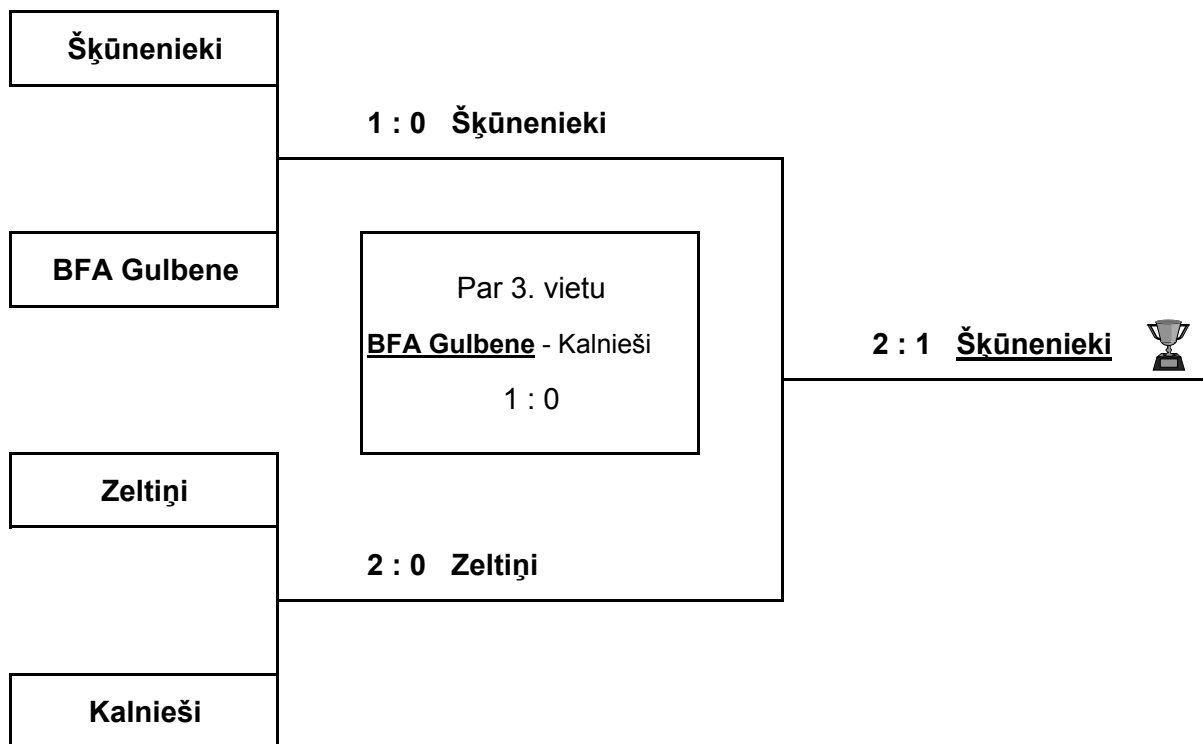 Šķūnenieki
1 : 0 Šķūnenieki
BFA Gulbene
Par 3. vietu
BFA Gulbene - Kalnieši
1 : 0
2 : 1 Šķūnenieki
Zeltiņi
2 : 0 Zeltiņi
Kalnieši